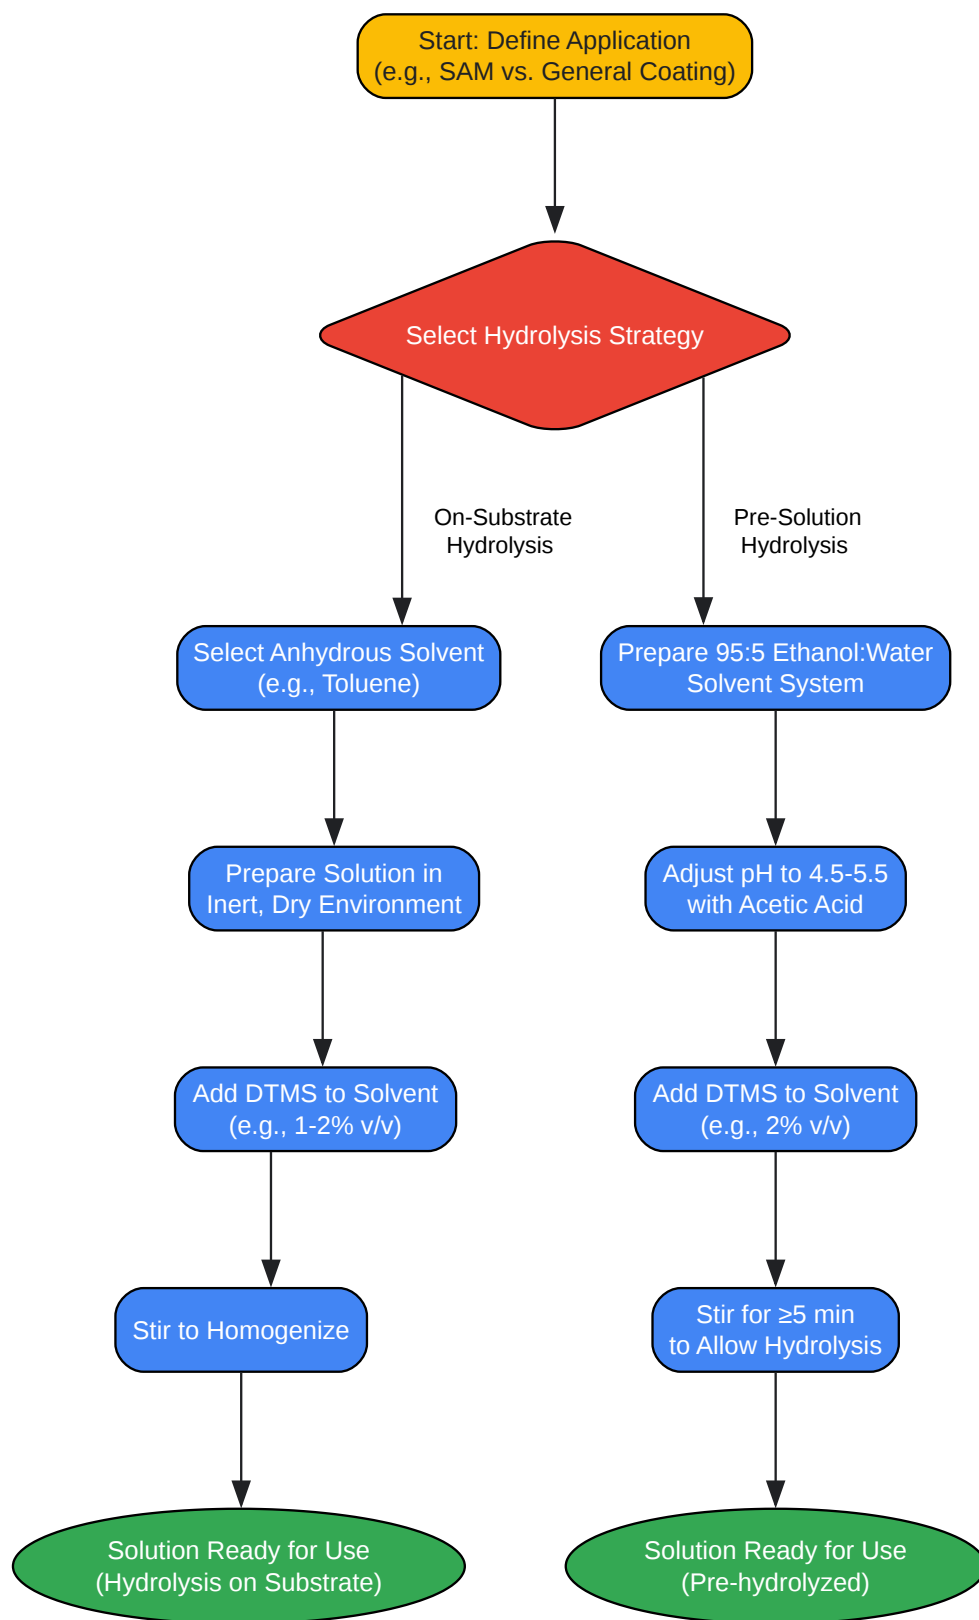 Start: Define Application
(e.g., SAM vs. General Coating)
Select Hydrolysis Strategy
On-Substrate
Hydrolysis
Pre-Solution
Hydrolysis
Select Anhydrous Solvent
(e.g., Toluene)
Prepare 95:5 Ethanol:Water
Solvent System
Prepare Solution in
Inert, Dry Environment
Adjust pH to 4.5-5.5
with Acetic Acid
Add DTMS to Solvent
(e.g., 1-2% v/v)
Add DTMS to Solvent
(e.g., 2% v/v)
Stir to Homogenize
Stir for ≥5 min
to Allow Hydrolysis
Solution Ready for Use
(Hydrolysis on Substrate)
Solution Ready for Use
(Pre-hydrolyzed)